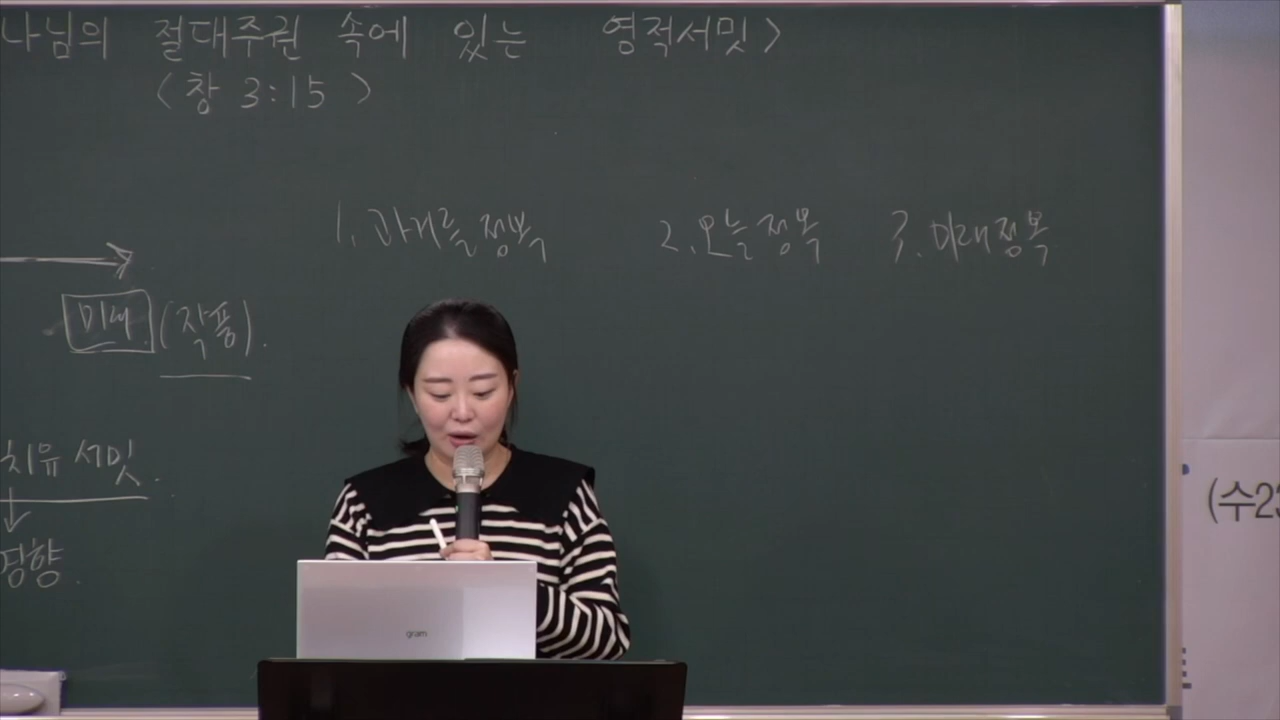 나님의 절대주권 속에 있는 영적서밋>
<창 3:15 >
1. 과거를 정복 2. 오늘 정복 3. 미래 정복
미래 (작품).
치유 서밋.
방향.
(수23
gram